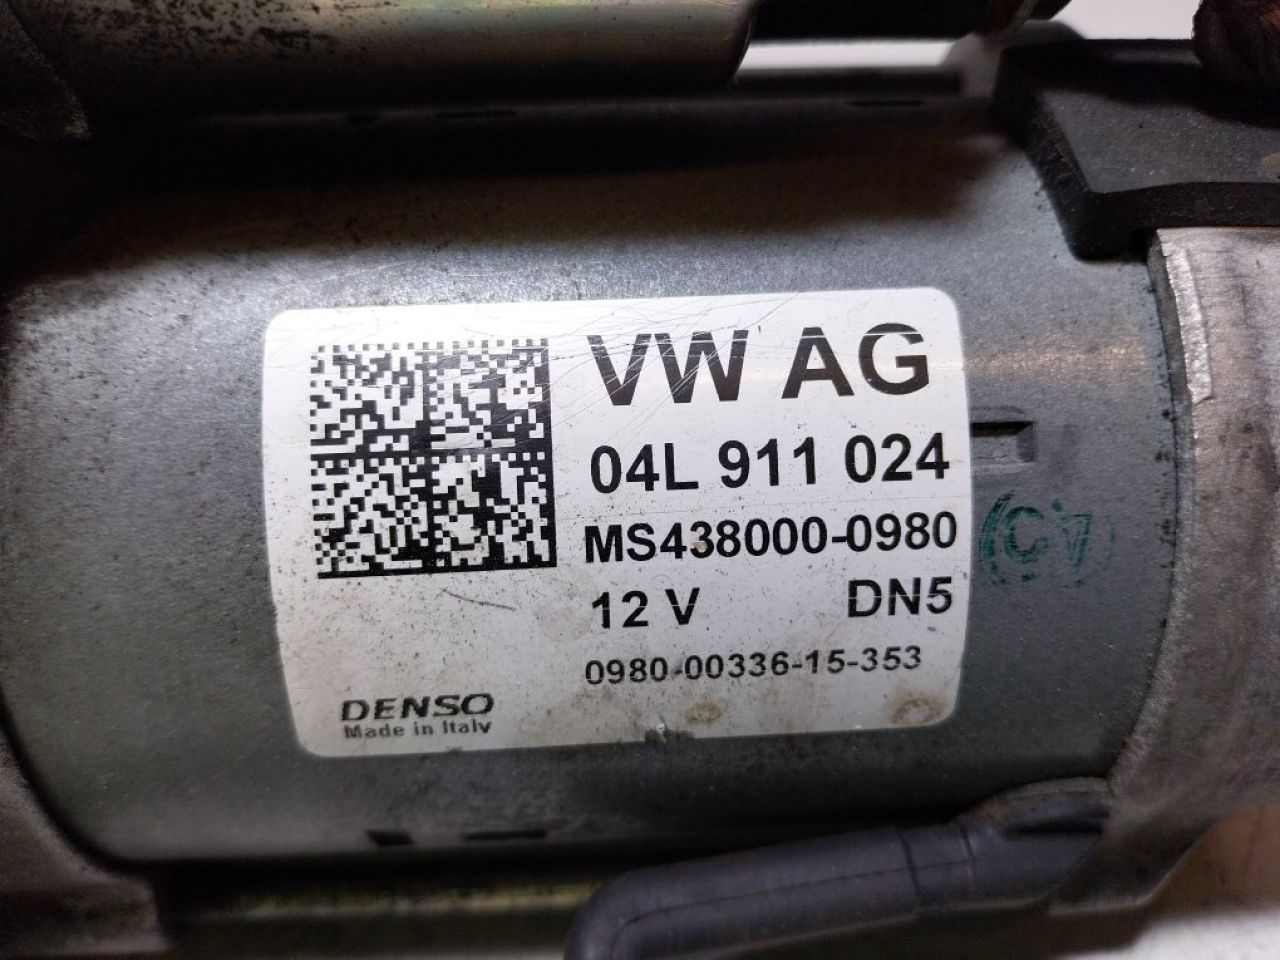 VW AG
04L 911 024
MS438000-0980
12 V DN5
0980-00336-15-353
DENSO
Made in Italy
C